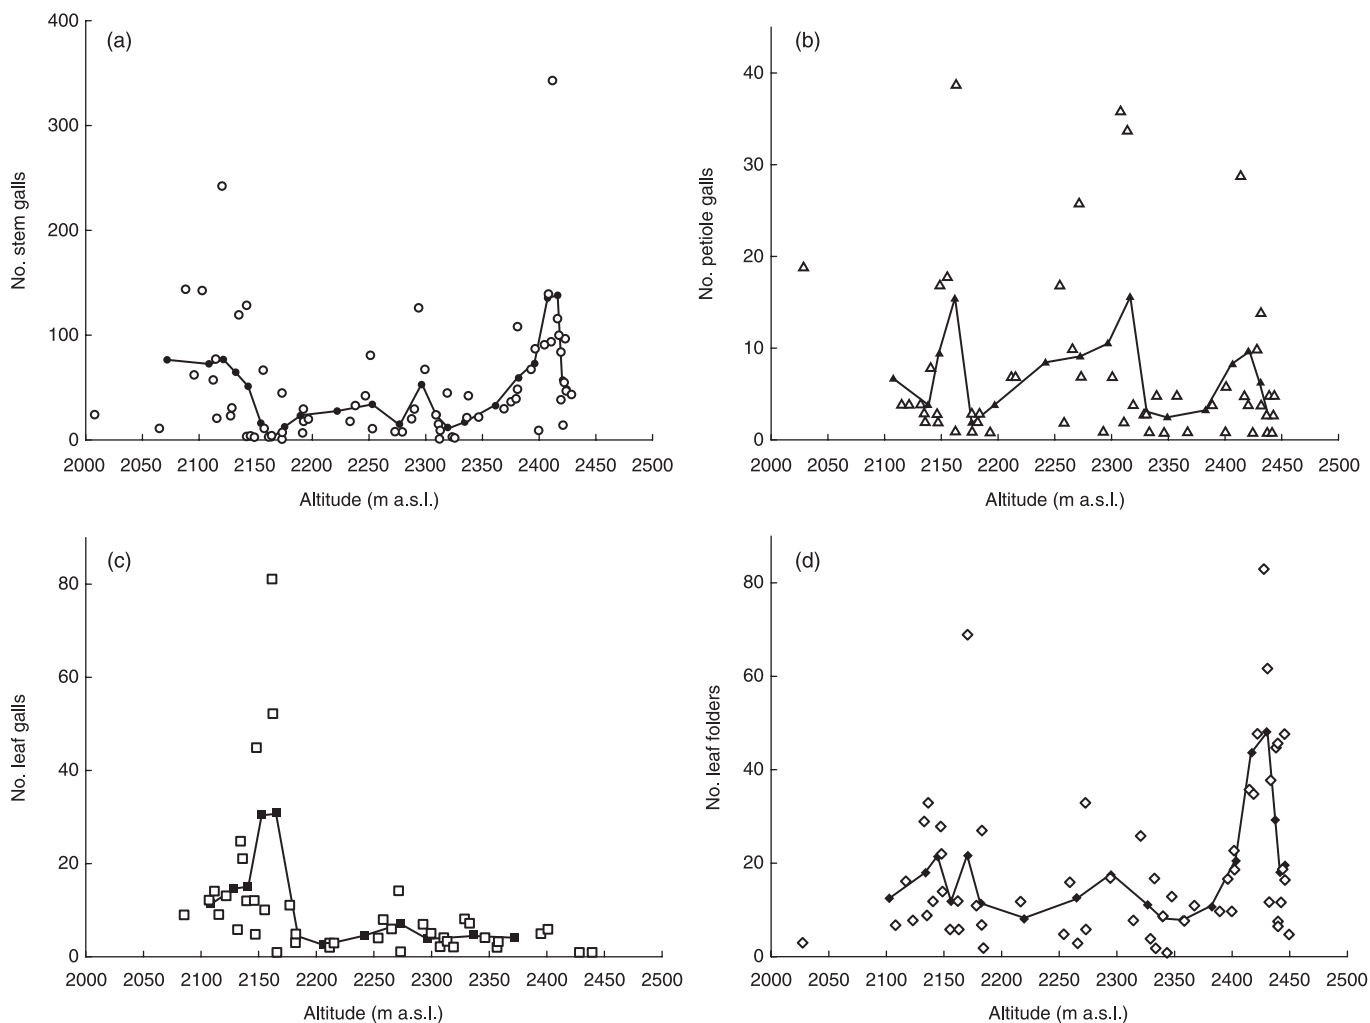 (a)
No. stem galls
400
300
200
100
0
2000 2050 2100 2150 2200 2250 2300 2350 2400 2450 2500
Altitude (m a.s.l.)
(b)
No. petiole galls
40
30
20
10
0
2000 2050 2100 2150 2200 2250 2300 2350 2400 2450 2500
Altitude (m a.s.l.)
(c)
No. leaf galls
80
60
40
20
0
2000 2050 2100 2150 2200 2250 2300 2350 2400 2450 2500
Altitude (m a.s.l.)
(d)
No. leaf folders
80
60
40
20
0
2000 2050 2100 2150 2200 2250 2300 2350 2400 2450 2500
Altitude (m a.s.l.)